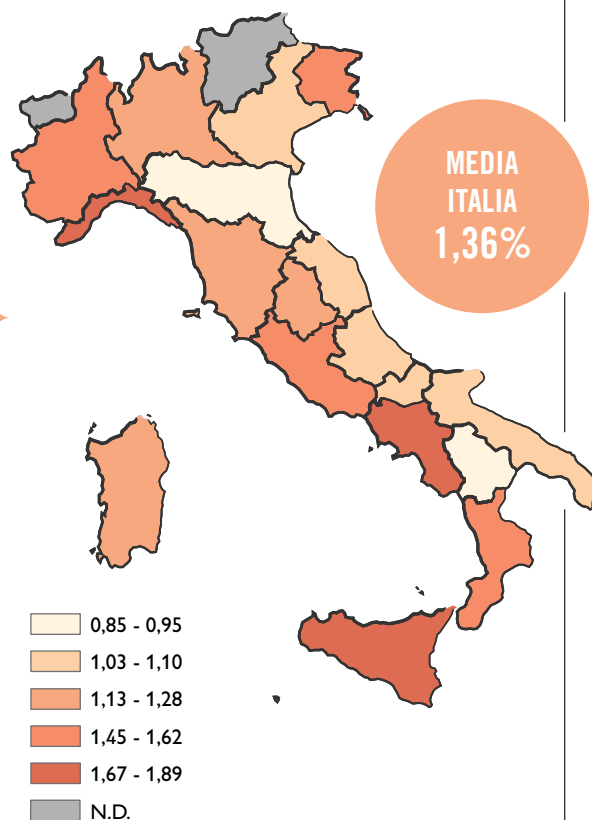 MEDIA
ITALIA
1,36%
0,85 - 0,95
1,03 - 1,10
1,13 - 1,28
1,45 - 1,62
1,67 - 1,89
N.D.